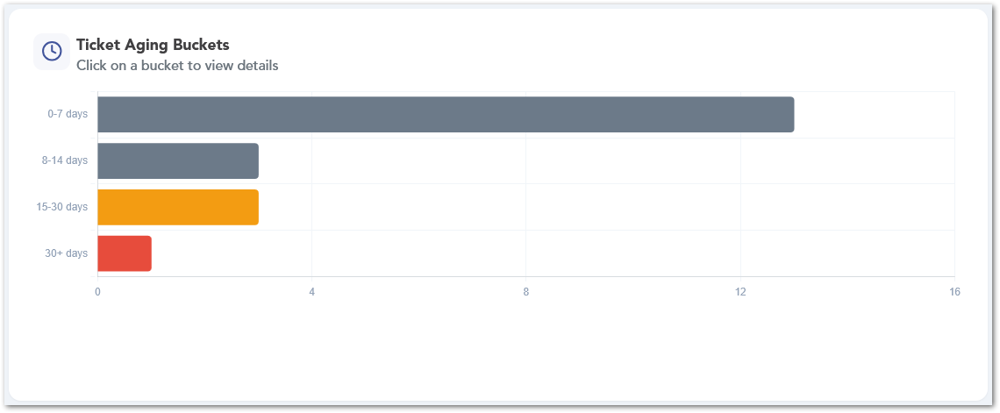 Ticket Aging Buckets
Click on a bucket to view details
0-7 days
8-14 days
15-30 days
30+ days
0 4 8 12 16